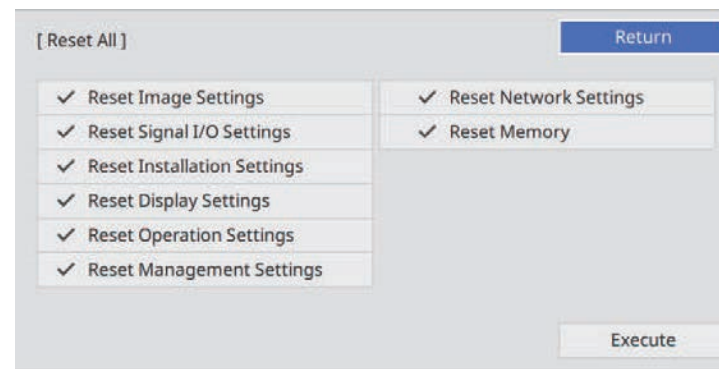 [ Reset All ]
Return
Reset Image Settings
Reset Signal I/O Settings
Reset Installation Settings
Reset Display Settings
Reset Operation Settings
Reset Management Settings
Reset Network Settings
Reset Memory
Execute